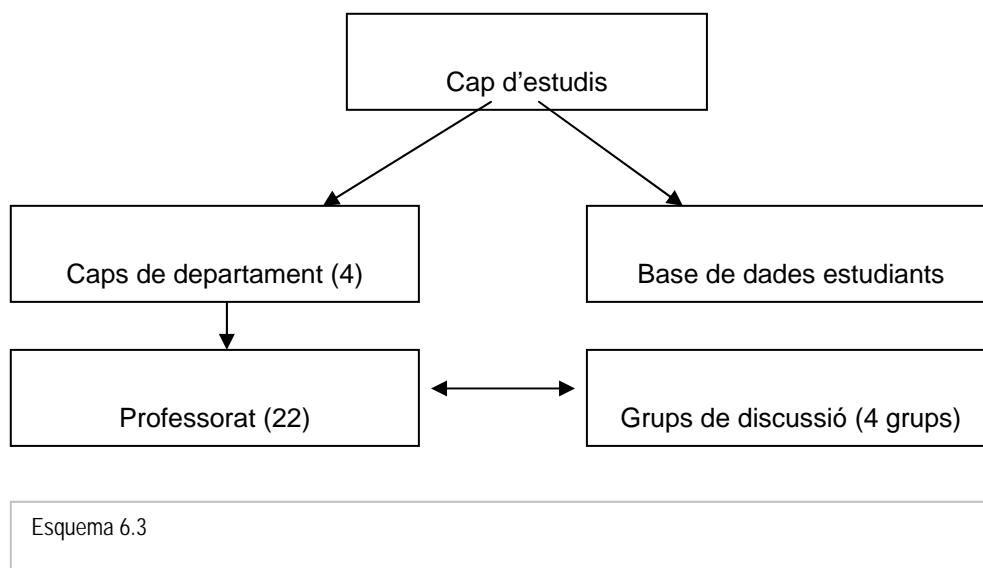 Cap d’estudis
Caps de departament (4)
Base de dades estudiants
Professorat (22)
Grups de discussió (4 grups)
Esquema 6.3